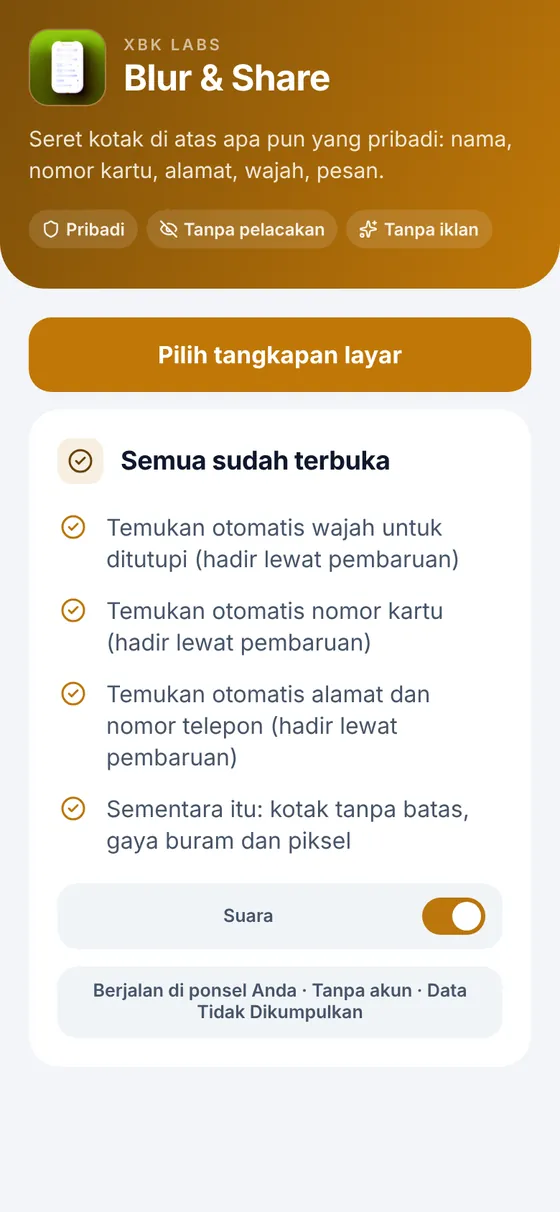 XBK LABS
Blur & Share
Seret kotak di atas apa pun yang pribadi: nama,
nomor kartu, alamat, wajah, pesan.
Pribadi
Tanpa pelacakan
Tanpa iklan
Pilih tangkapan layar
Semua sudah terbuka
Temukan otomatis wajah untuk
ditutupi (hadir lewat pembaruan)
Temukan otomatis nomor kartu
(hadir lewat pembaruan)
Temukan otomatis alamat dan
nomor telepon (hadir lewat
pembaruan)
Sementara itu: kotak tanpa batas,
gaya buram dan piksel
Suara
Berjalan di ponsel Anda · Tanpa akun · Data
Tidak Dikumpulkan